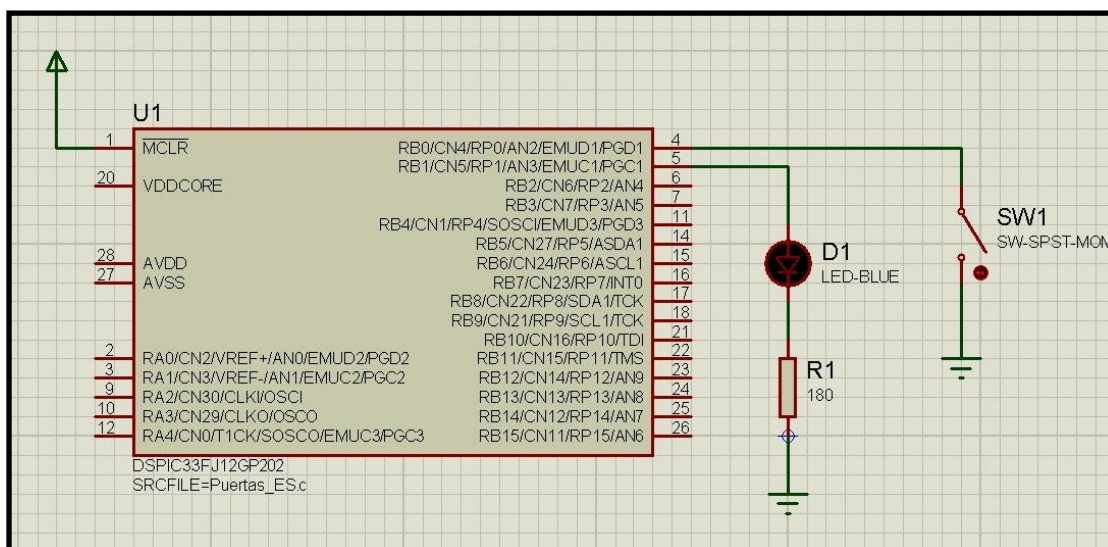 U1
1
MCLR
20
VDDCORE
28
AVDD
27
AVSS
2
RA0/CN2/VREF+/AN0/EMUD2/PGD2
3
RA1/CN3/VREF-/AN1/EMUC2/PGC2
9
RA2/CN30/CLKI/OSCI
10
RA3/CN29/CLKO/OSCO
12
RA4/CN0/T1CK/SOSCO/EMUC3/PGC3
RB0/CN4/RP0/AN2/EMUD1/PGD1
4
RB1/CN5/RP1/AN3/EMUC1/PGC1
5
RB2/CN6/RP2/AN4
6
RB3/CN7/RP3/AN5
7
RB4/CN1/RP4/SOSCI/EMUD3/PGD3
11
RB5/CN27/RP5/ASDA1
14
RB6/CN24/RP6/ASCL1
15
RB7/CN23/RP7/INT0
16
RB8/CN22/RP8/SDA1/TCK
17
RB9/CN21/RP9/SCL1/TCK
18
RB10/CN16/RP10/TDI
21
RB11/CN15/RP11/TMS
22
RB12/CN14/RP12/AN9
23
RB13/CN13/RP13/AN8
24
RB14/CN12/RP14/AN7
25
RB15/CN11/RP15/AN6
26
DSPIC33FJ12GP202
SRCFILE=Puertas_ES.c
D1
LED-BLUE
R1
180
SW1
SW-SPST-MOM